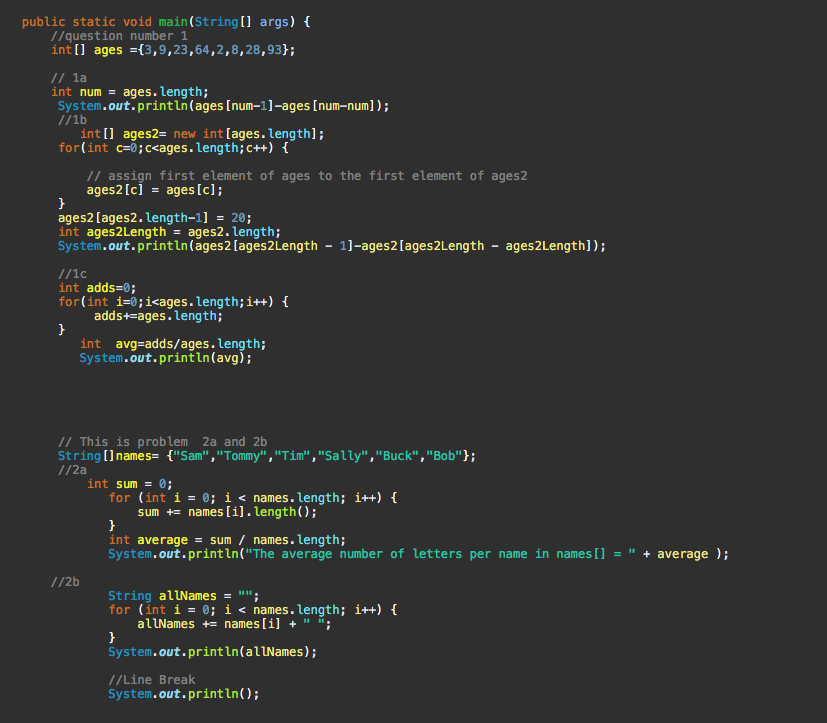 public static void main(String[] args) {
//question number 1
int[] ages ={3,9,23,64,2,8,28,93};
// 1a
int num = ages.length;
System.out.println(ages[num-1]-ages[num-num]);
//1b
int[] ages2= new int[ages.length];
for(int c=0;c<ages.length;c++) {
// assign first element of ages to the first element of ages2
ages2[c] = ages[c];
}
ages2[ages2.length-1] = 20;
int ages2Length = ages2.length;
System.out.println(ages2[ages2Length - 1]-ages2[ages2Length - ages2Length]);
//1c
int adds=0;
for(int i=0;i<ages.length;i++) {
adds+=ages.length;
}
int  avg=adds/ages.length;
System.out.println(avg);
// This is problem  2a and 2b
String[]names= {"Sam","Tommy","Tim","Sally","Buck","Bob"};
//2a
int sum = 0;
for (int i = 0; i < names.length; i++) {
sum += names[i].length();
}
int average = sum / names.length;
System.out.println("The average number of letters per name in names[] = " + average );
//2b
String allNames = "";
for (int i = 0; i < names.length; i++) {
allNames += names[i] + " ";
}
System.out.println(allNames);
//Line Break
System.out.println();